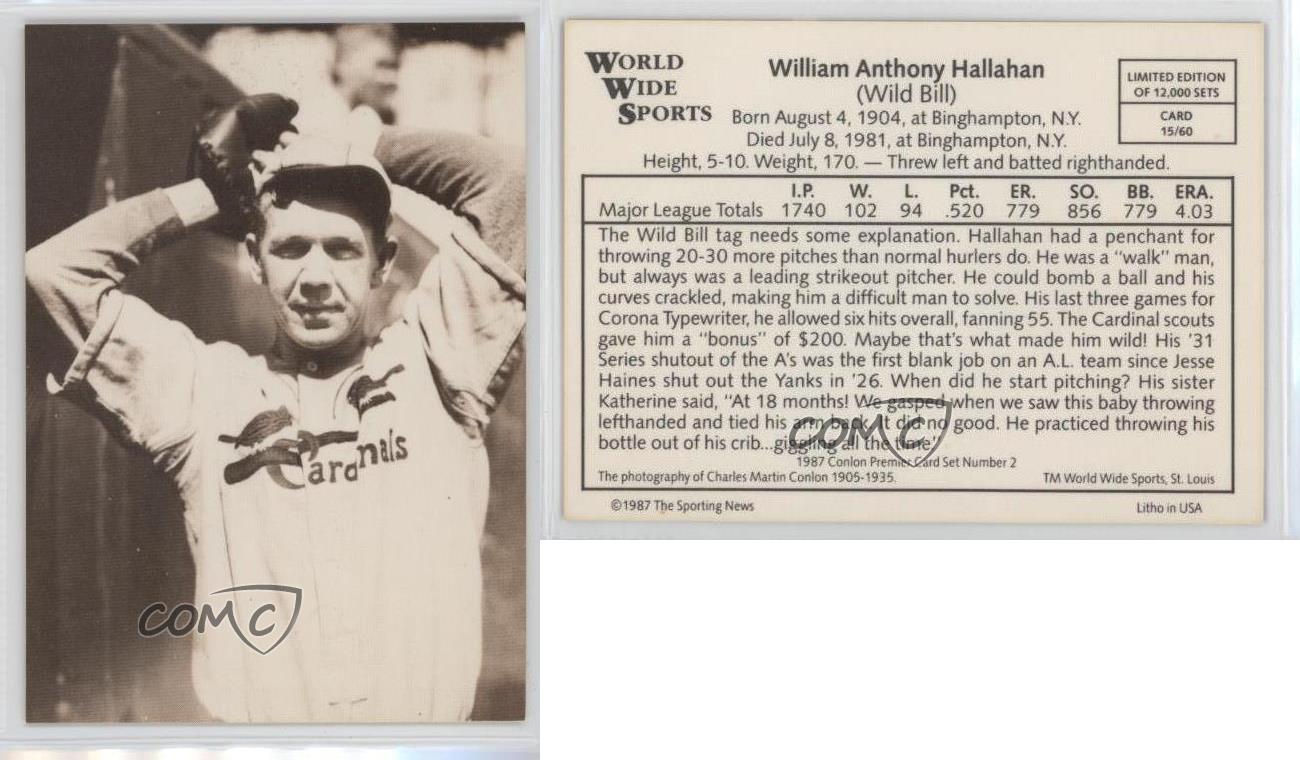 Cardinals
COMC
WORLD
WIDE
SPORTS
William Anthony Hallahan
(Wild Bill)
Born August 4, 1904, at Binghampton, N.Y.
Died July 8, 1981, at Binghampton, N.Y.
Height, 5-10. Weight, 170. — Threw left and batted righthanded.
LIMITED EDITION
OF 12,000 SETS
CARD
15/60
I.P. W. L. Pct. ER. SO. BB. ERA.
Major League Totals 1740 102 94 .520 779 856 779 4.03
The Wild Bill tag needs some explanation. Hallahan had a penchant for
throwing 20-30 more pitches than normal hurlers do. He was a "walk" man,
but always was a leading strikeout pitcher. He could bomb a ball and his
curves crackled, making him a difficult man to solve. His last three games for
Corona Typewriter, he allowed six hits overall, fanning 55. The Cardinal scouts
gave him a "bonus" of $200. Maybe that's what made him wild! His '31
Series shutout of the A's was the first blank job on an A.L. team since Jesse
Haines shut out the Yanks in '26. When did he start pitching? His sister
Katherine said, "At 18 months! We gasped when we saw this baby throwing
lefthanded and tied his arm back. It did no good. He practiced throwing his
bottle out of his crib...giggling all the time"
COMC
1987 Conlon Premier Card Set Number 2
The photography of Charles Martin Conlon 1905-1935. TM World Wide Sports, St. Louis
©1987 The Sporting News Litho in USA